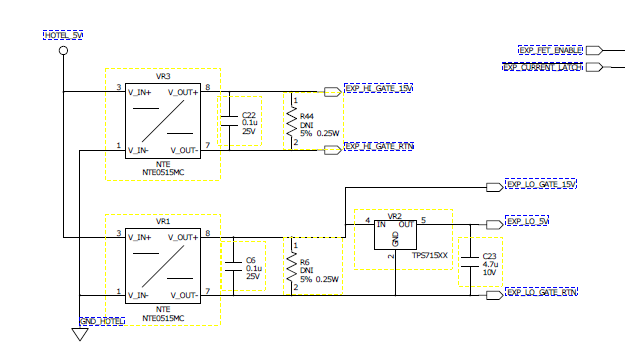 HOTEL_5V
EXP_FET_ENABLE
EXP_CURRENT_LATCH
VR3
3 V_IN+ V_OUT+ 8
1 V_IN- V_OUT- 7
NTE
NTE0515MC
C22
0.1u
25V
1
R44
DNI
5% 0.25W
2
EXP_HI_GATE_15V
EXP_HI_GATE_RTN
VR1
3 V_IN+ V_OUT+ 8
1 V_IN- V_OUT- 7
NTE
NTE0515MC
GND_HOTEL
C6
0.1u
25V
1
R6
DNI
5% 0.25W
2
VR2
4 IN OUT 5
GND
2
TPS715XX
C23
4.7u
10V
EXP_LO_GATE_15V
EXP_LO_5V
EXP_LO_GATE_RTN